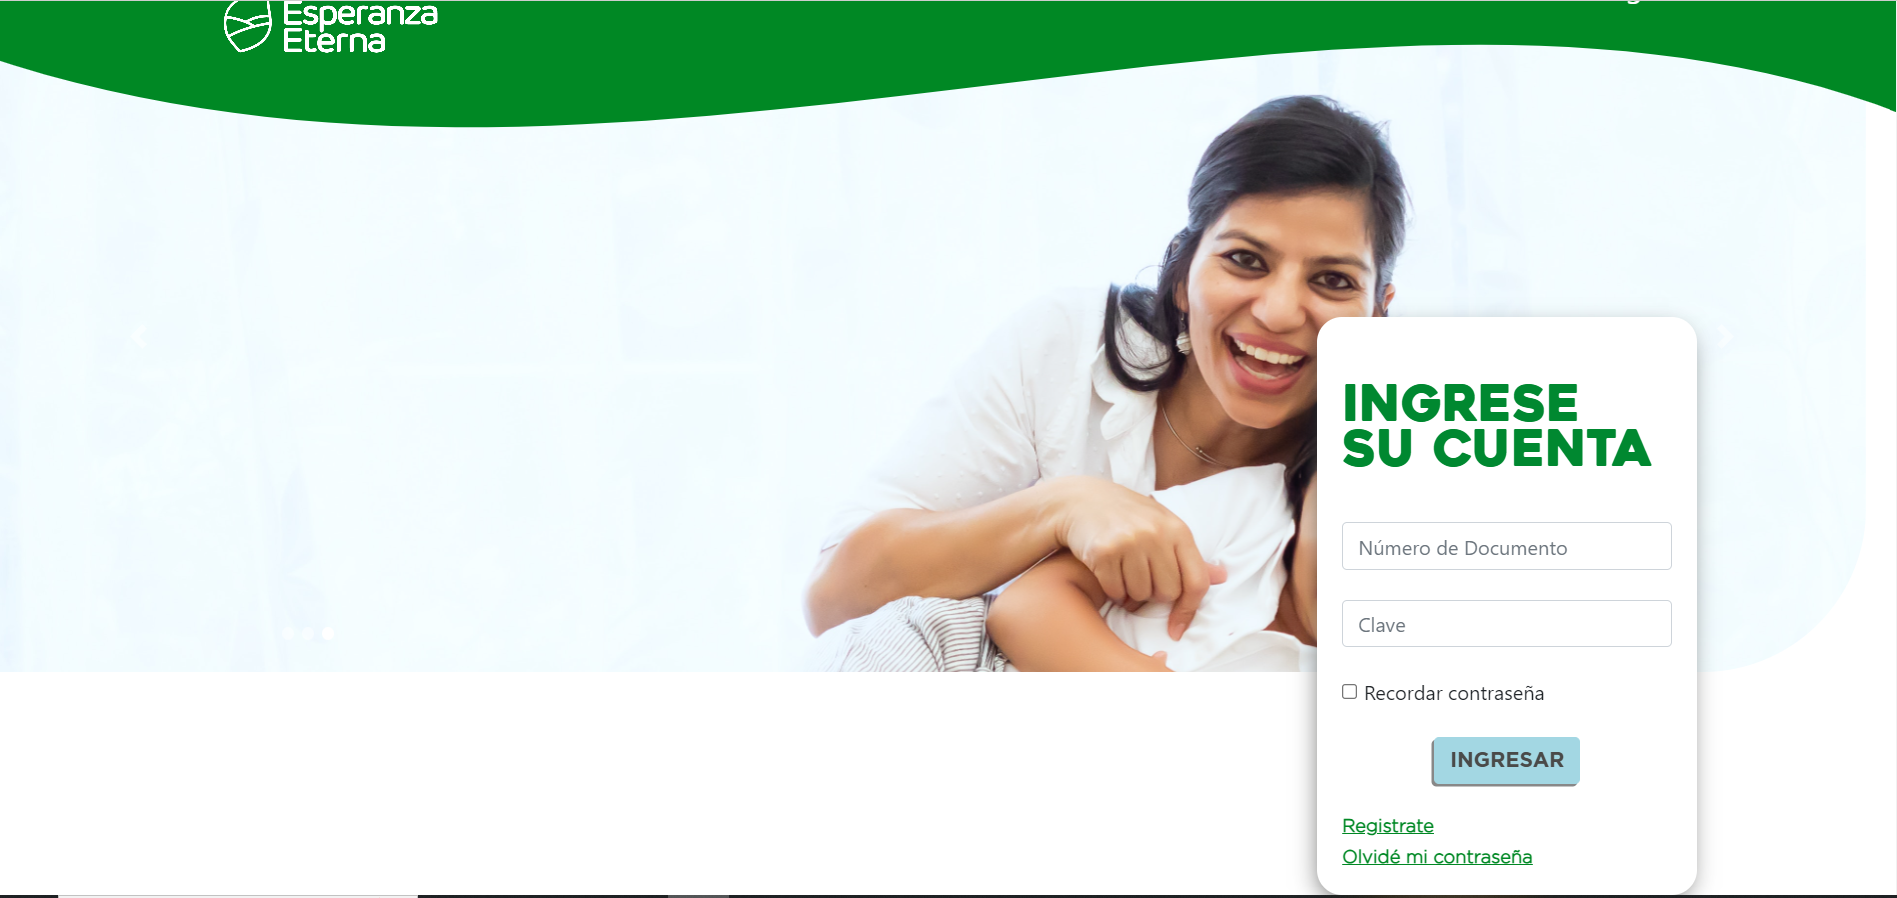 Esperanza
Eterna
INGRESE
SU CUENTA
Número de Documento
Clave
Recordar contraseña
INGRESAR
Registrate
Olvidé mi contraseña